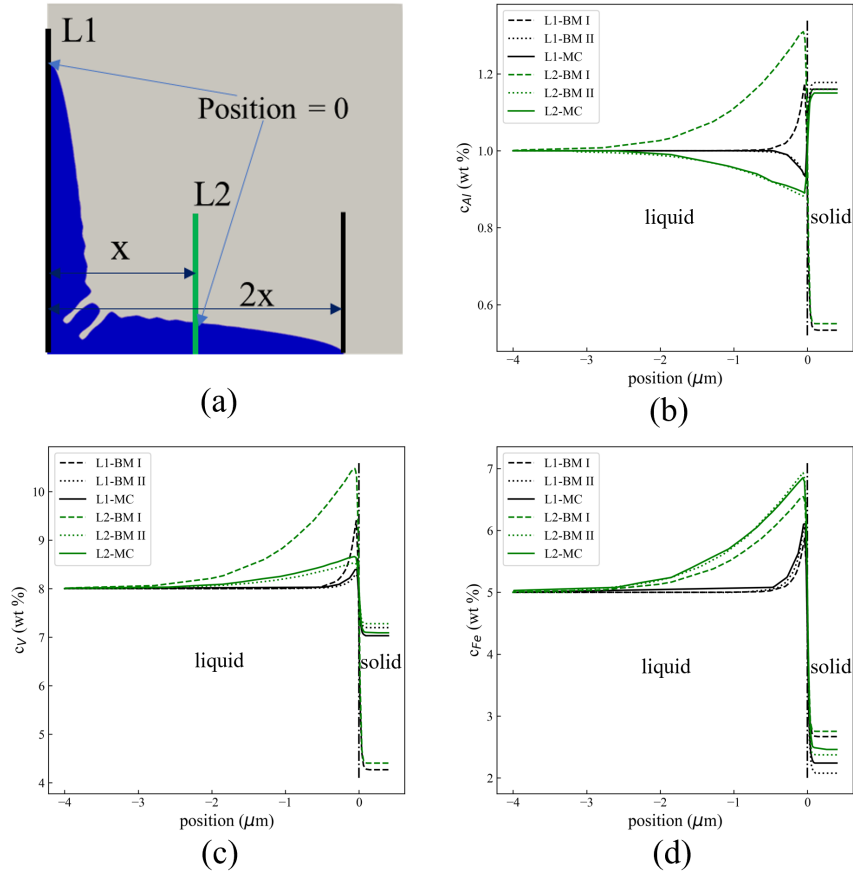 L1
Position = 0
L2
x
2x
(a)
L1-BM I
L1-BM II
L1-MC
L2-BM I
L2-BM II
L2-MC
1.2
1.0
0.8
0.6
c_Al (wt %)
liquid
solid
−4
−3
−2
−1
0
position (μm)
(b)
L1-BM I
L1-BM II
L1-MC
L2-BM I
L2-BM II
L2-MC
10
9
8
7
6
5
4
c_V (wt %)
liquid
solid
−4
−3
−2
−1
0
position (μm)
(c)
L1-BM I
L1-BM II
L1-MC
L2-BM I
L2-BM II
L2-MC
7
6
5
4
3
2
c_Fe (wt %)
liquid
solid
−4
−3
−2
−1
0
position (μm)
(d)